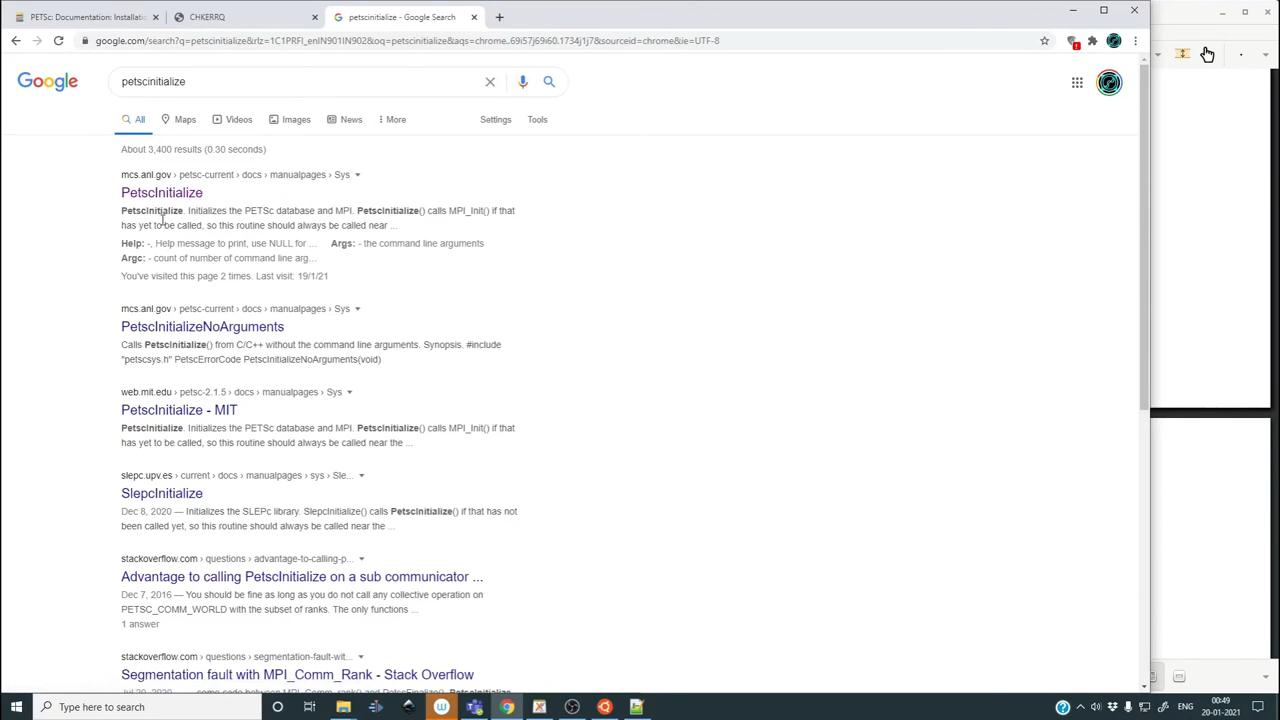 PETSc: Documentation: Installatio
CHKERRQ
petscinitialize - Google Search
google.com/search?q=petscinitialize&rlz=1C1PRFI_enIN901IN902&oq=petscinitialize&aqs=chrome..69i57j69i60.1734j1j7&sourceid=chrome&ie=UTF-8
Google
petscinitialize
All Maps Videos Images News More Settings Tools
About 3,400 results (0.30 seconds)
mcs.anl.gov › petsc-current › docs › manualpages › Sys
PetscInitialize
PetscInitialize. Initializes the PETSc database and MPI. PetscInitialize() calls MPI_Init() if that
has yet to be called, so this routine should always be called near ...
Help: -, Help message to print, use NULL for ... Args: - the command line arguments
Argc: - count of number of command line arg...
You've visited this page 2 times. Last visit: 19/1/21
mcs.anl.gov › petsc-current › docs › manualpages › Sys
PetscInitializeNoArguments
Calls PetscInitialize() from C/C++ without the command line arguments. Synopsis. #include
"petscsys.h" PetscErrorCode PetscInitializeNoArguments(void)
web.mit.edu › petsc-2.1.5 › docs › manualpages › Sys
PetscInitialize - MIT
PetscInitialize. Initializes the PETSc database and MPI. PetscInitialize() calls MPI_Init() if that
has yet to be called, so this routine should always be called near the ...
slepc.upv.es › current › docs › manualpages › sys › Sle...
SlepcInitialize
Dec 8, 2020 — Initializes the SLEPc library. SlepcInitialize() calls PetscInitialize() if that has not
been called yet, so this routine should always be called near the ...
stackoverflow.com › questions › advantage-to-calling-p...
Advantage to calling PetscInitialize on a sub communicator ...
Dec 7, 2016 — You should be fine as long as you do not call any collective operation on
PETSC_COMM_WORLD with the subset of ranks. The only functions ...
1 answer
stackoverflow.com › questions › segmentation-fault-wit...
Segmentation fault with MPI_Comm_Rank - Stack Overflow
Jul 20, 2020 — some code between MPI_Comm_rank() and PetscFinalize(). PetscInitialize
Type here to search
ENG
00:49
20-01-2021